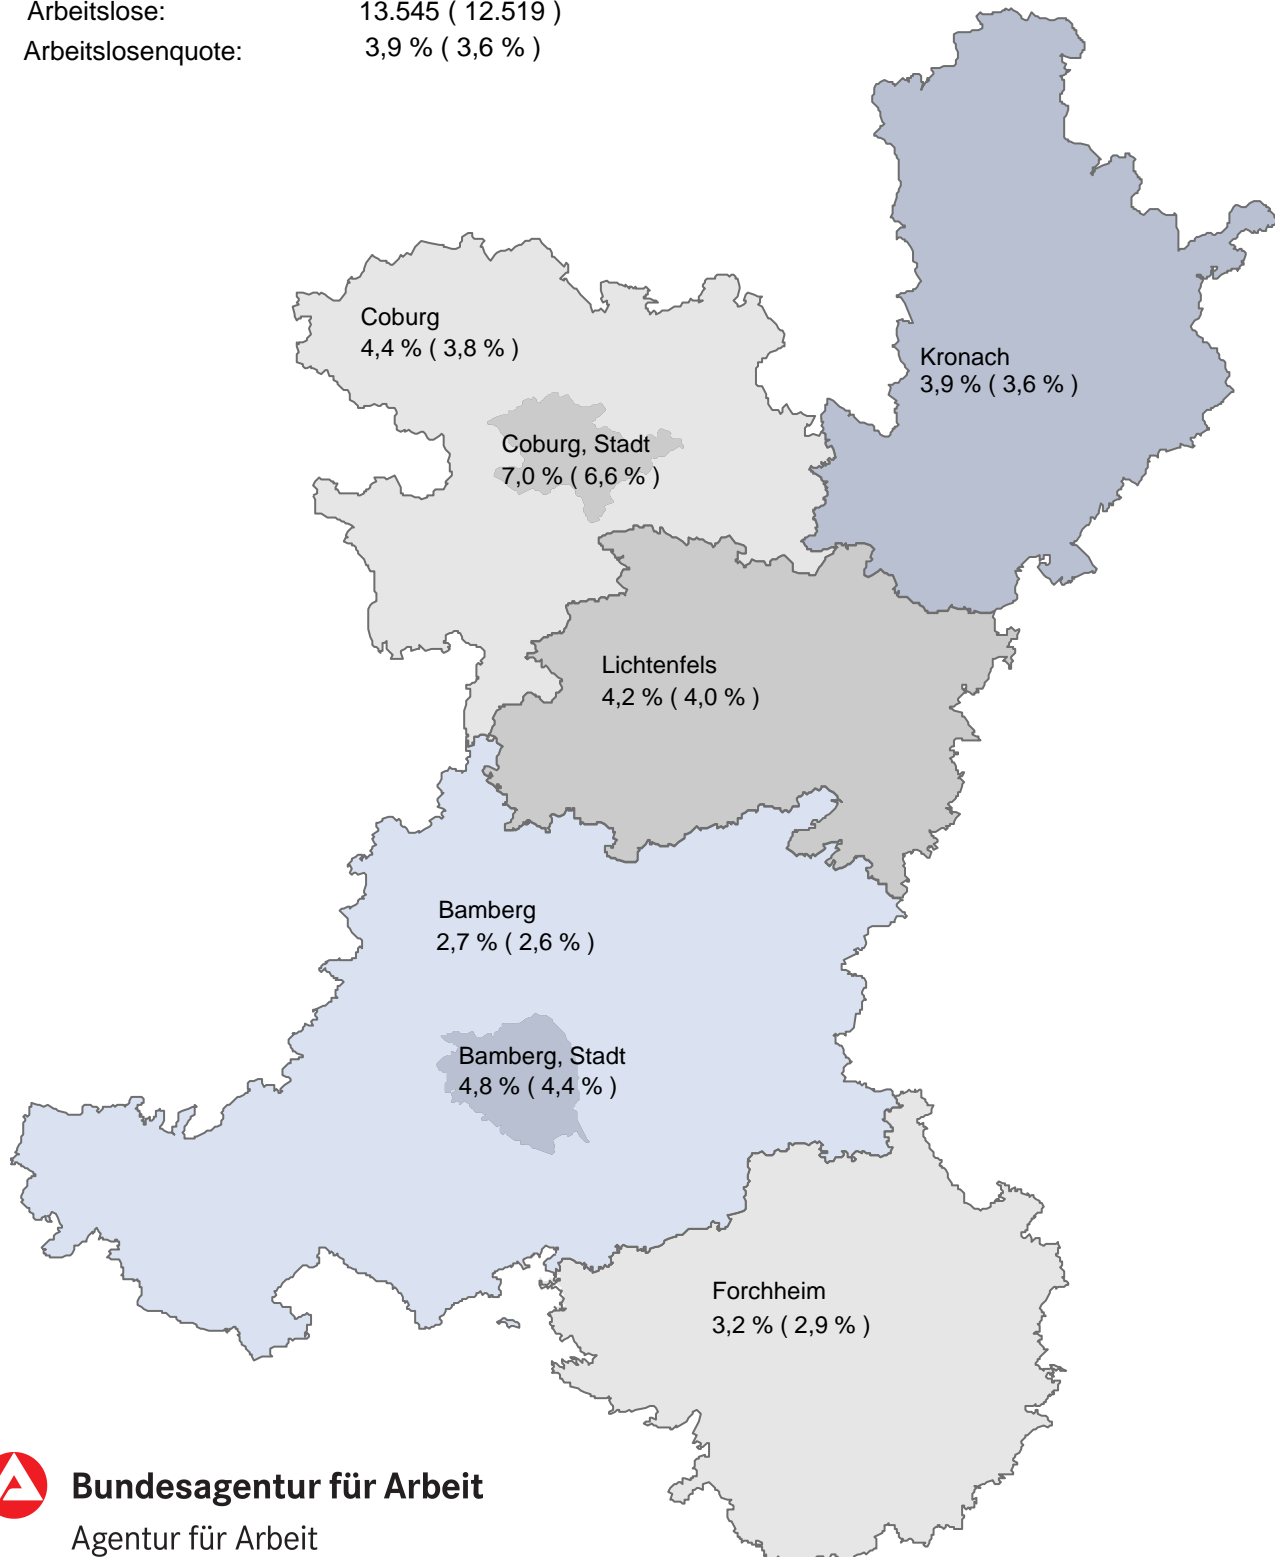 Arbeitslose: 13.545 ( 12.519 )
Arbeitslosenquote: 3,9 % ( 3,6 % )
Coburg
4,4 % ( 3,8 % )
Kronach
3,9 % ( 3,6 % )
Coburg, Stadt
7,0 % ( 6,6 % )
Lichtenfels
4,2 % ( 4,0 % )
Bamberg
2,7 % ( 2,6 % )
Bamberg, Stadt
4,8 % ( 4,4 % )
Forchheim
3,2 % ( 2,9 % )
Bundesagentur für Arbeit
Agentur für Arbeit